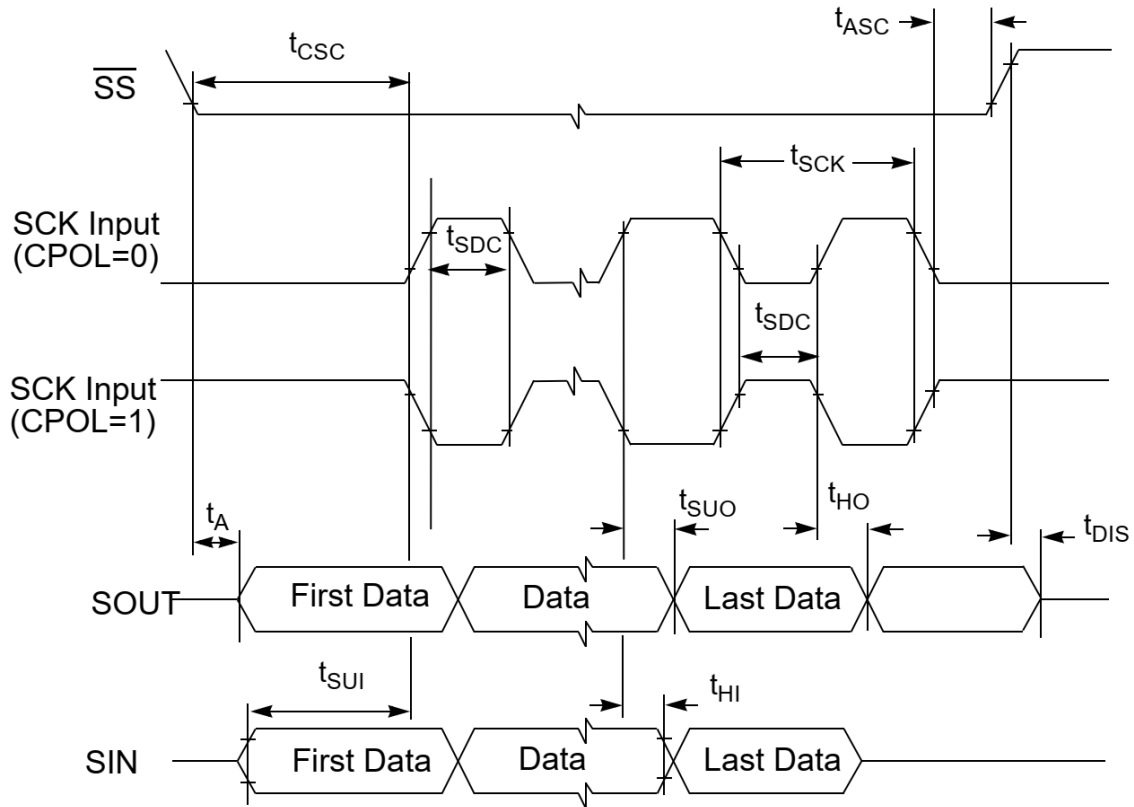 tASC
tCSC
SS
tSCK
SCK Input
(CPOL=0)
tSDC
tSDC
SCK Input
(CPOL=1)
tSUO
tHO
tA
tDIS
SOUT
First Data
Data
Last Data
tSUI
tHI
SIN
First Data
Data
Last Data